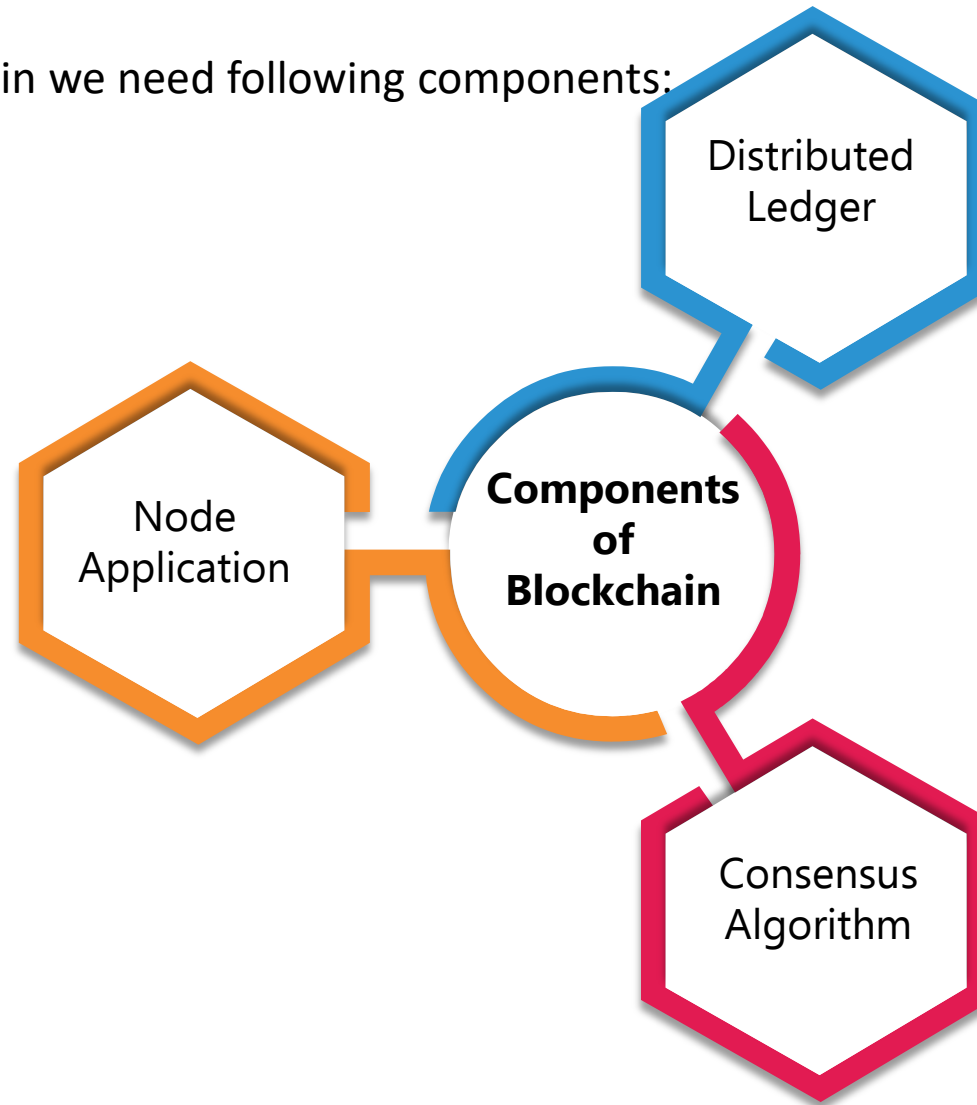 in we need following components:
Distributed
Ledger
Components
of
Blockchain
Node
Application
Consensus
Algorithm